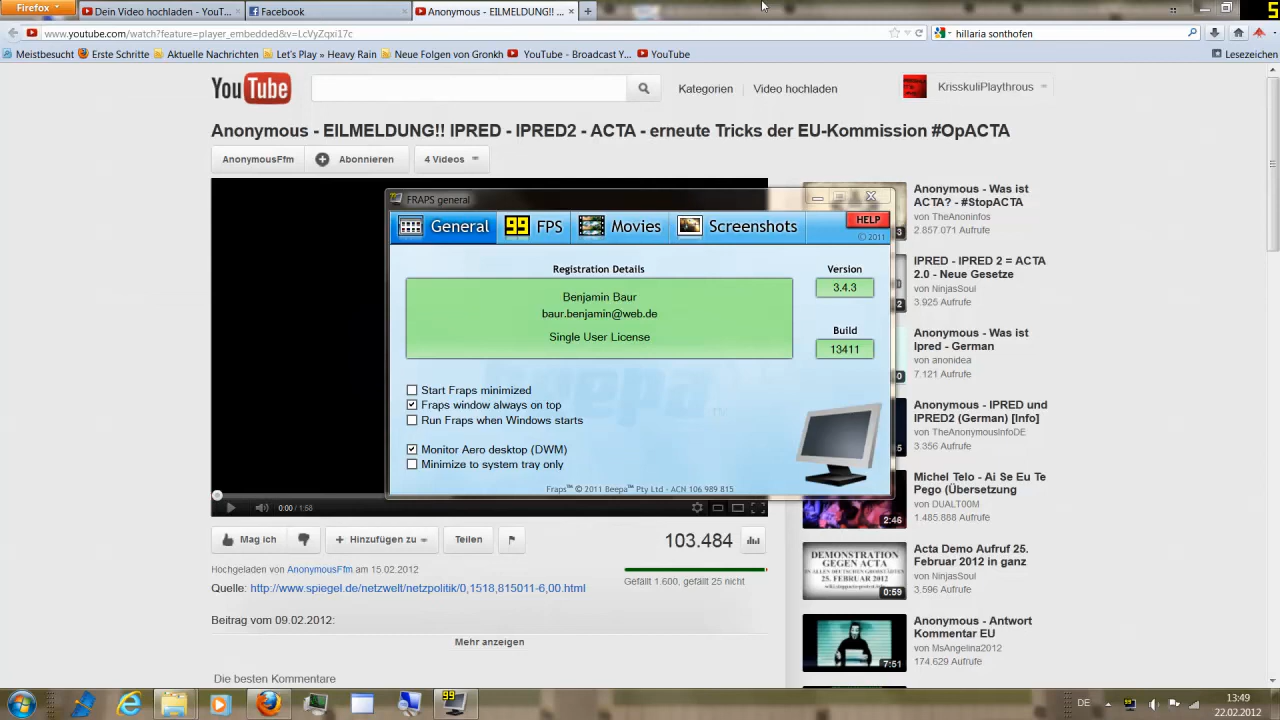 Firefox
Dein Video hochladen - YouT...
Facebook
Anonymous - EILMELDUNG!! ...
5
www.youtube.com/watch?feature=player_embedded&v=LcVyZqxi17c
hillaria sonthofen
Meistbesucht
Erste Schritte
Aktuelle Nachrichten
Let's Play » Heavy Rain
Neue Folgen von Gronkh
YouTube - Broadcast Y...
YouTube
Lesezeichen
YouTube
Kategorien
Video hochladen
KrisskuliPlaythrous
Anonymous - EILMELDUNG!! IPRED - IPRED2 - ACTA - erneute Tricks der EU-Kommission #OpACTA
AnonymousFfm
Abonnieren
4 Videos
FRAPS general
General
99
FPS
Movies
Screenshots
HELP
© 2011
Registration Details
Benjamin Baur
baur.benjamin@web.de
Single User License
Version
3.4.3
Build
13411
Start Fraps minimized
Fraps window always on top
Run Fraps when Windows starts
Monitor Aero desktop (DWM)
Minimize to system tray only
beepa
Fraps™ © 2011 Beepa™ Pty Ltd - ACN 106 989 815
0:00 / 1:58
Mag ich
Hinzufügen zu
Teilen
103.484
Hochgeladen von AnonymousFfm am 15.02.2012
Gefällt 1.600, gefällt 25 nicht
Quelle: http://www.spiegel.de/netzwelt/netzpolitik/0,1518,815011-6,00.html
Beitrag vom 09.02.2012:
Mehr anzeigen
Die besten Kommentare
Anonymous - Was ist
ACTA? - #StopACTA
von TheAnoninfos
2.857.071 Aufrufe
IPRED - IPRED 2 = ACTA
2.0 - Neue Gesetze
von NinjasSoul
3.925 Aufrufe
Anonymous - Was ist
Ipred - German
von anonidea
7.121 Aufrufe
Anonymous - IPRED und
IPRED2 (German) [Info]
von TheAnonymousInfoDE
3.356 Aufrufe
Michel Telo - Ai Se Eu Te
Pego (Übersetzung
von DUALT00M
1.485.888 Aufrufe
2:46
DEMONSTRATION
GEGEN ACTA
IN ALLEN DEUTSCHEN GROSSTÄDTEN
25. FEBRUAR 2012
0:59
Acta Demo Aufruf 25.
Februar 2012 in ganz
von NinjasSoul
3.596 Aufrufe
7:51
Anonymous - Antwort
Kommentar EU
von MsAngelina2012
174.629 Aufrufe
99
DE
13:49
22.02.2012